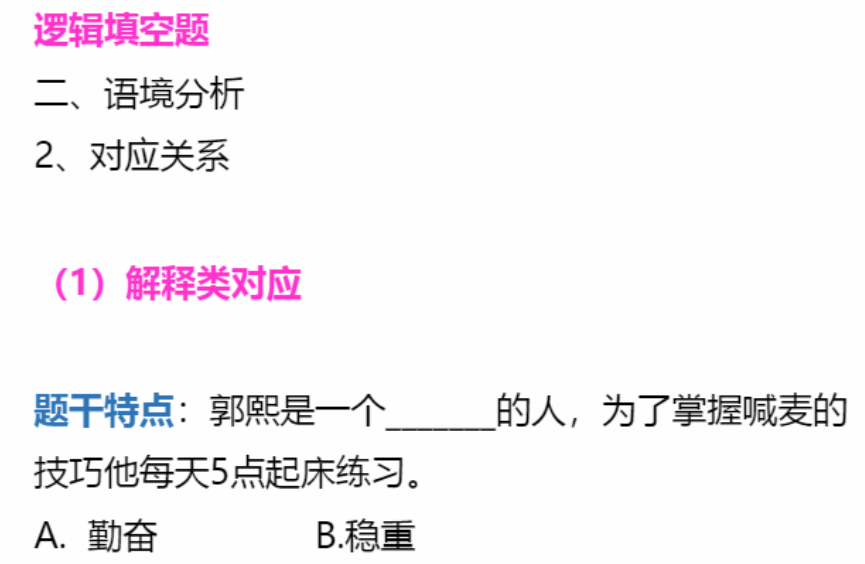 逻辑填空题
二、语境分析
2、对应关系
（1）解释类对应
题干特点：郭熙是一个_______的人，为了掌握喊麦的
技巧他每天5点起床练习。
A. 勤奋 B.稳重